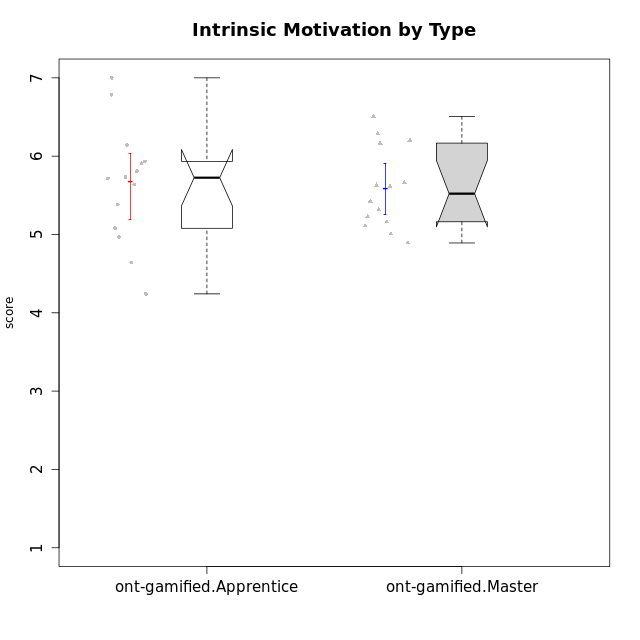 Intrinsic Motivation by Type
7
6
5
4
3
2
1
score
ont-gamified.Apprentice
ont-gamified.Master